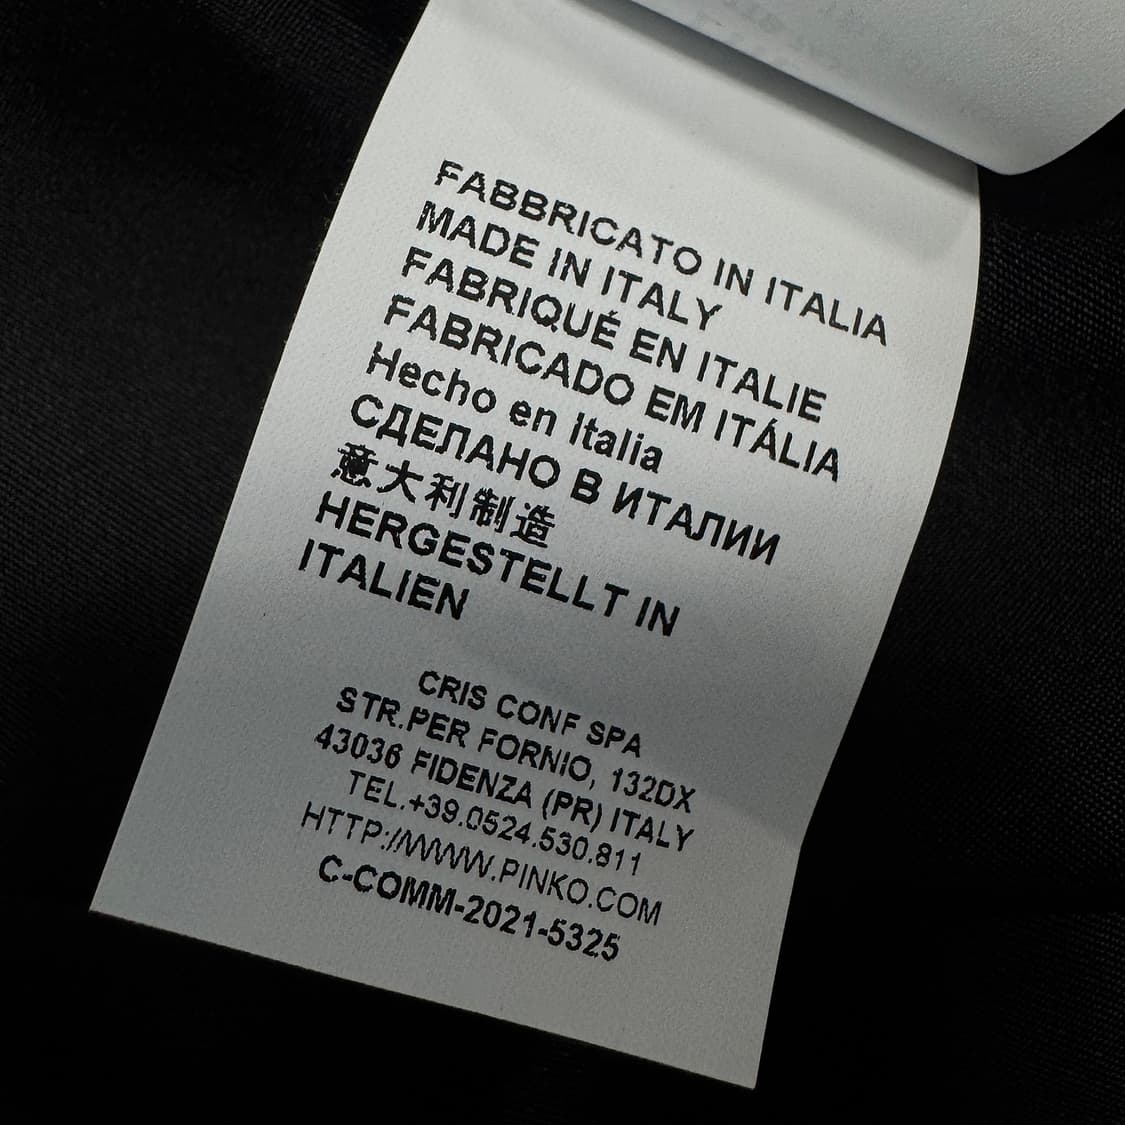 FABBRICATO IN ITALIA
MADE IN ITALY
FABRIQUÉ EN ITALIE
FABRICADO EM ITÁLIA
Hecho en Italia
СДЕЛАНО В ИТАЛИИ
意大利制造
HERGESTELLT IN
ITALIEN
CRIS CONF SPA
STR.PER FORNIO, 132DX
43036 FIDENZA (PR) ITALY
TEL.+39.0524.530.811
HTTP://WWW.PINKO.COM
C-COMM-2021-5325